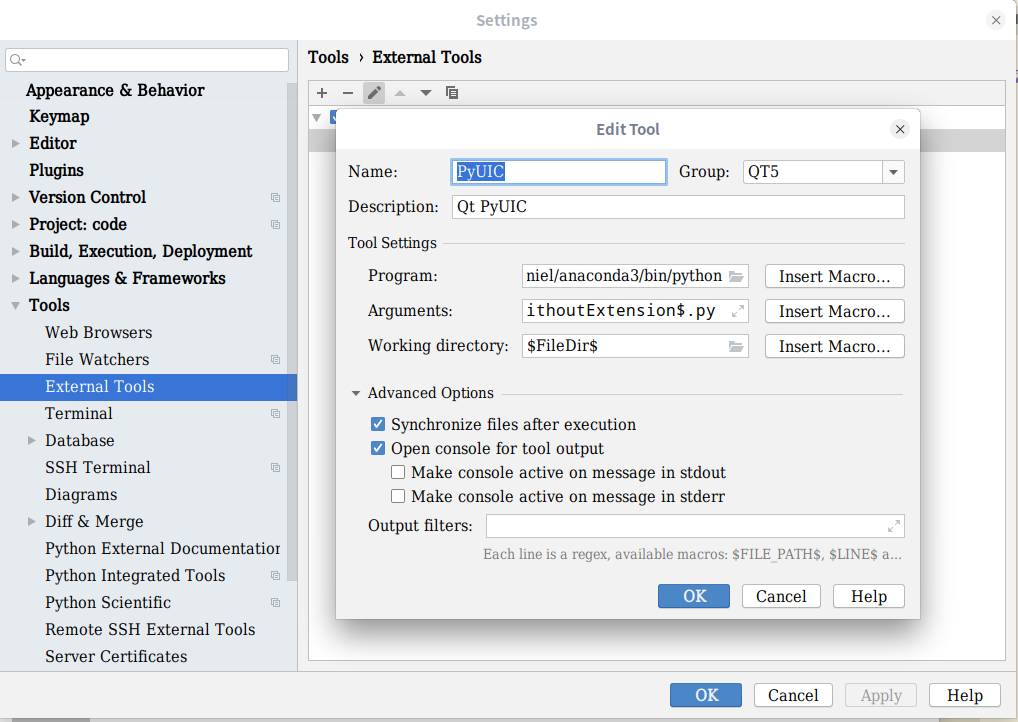 Settings
Tools › External Tools
Appearance & Behavior
Keymap
Editor
Plugins
Version Control
Project: code
Build, Execution, Deployment
Languages & Frameworks
Tools
Web Browsers
File Watchers
External Tools
Terminal
Database
SSH Terminal
Diagrams
Diff & Merge
Python External Documentation
Python Integrated Tools
Python Scientific
Remote SSH External Tools
Server Certificates
Edit Tool
Name: PyUIC Group: QT5
Description: Qt PyUIC
Tool Settings
Program: niel/anaconda3/bin/python Insert Macro...
Arguments: ithoutExtension$.py Insert Macro...
Working directory: $FileDir$ Insert Macro...
Advanced Options
Synchronize files after execution
Open console for tool output
Make console active on message in stdout
Make console active on message in stderr
Output filters:
Each line is a regex, available macros: $FILE_PATH$, $LINE$ a...
OK Cancel Help
OK Cancel Apply Help